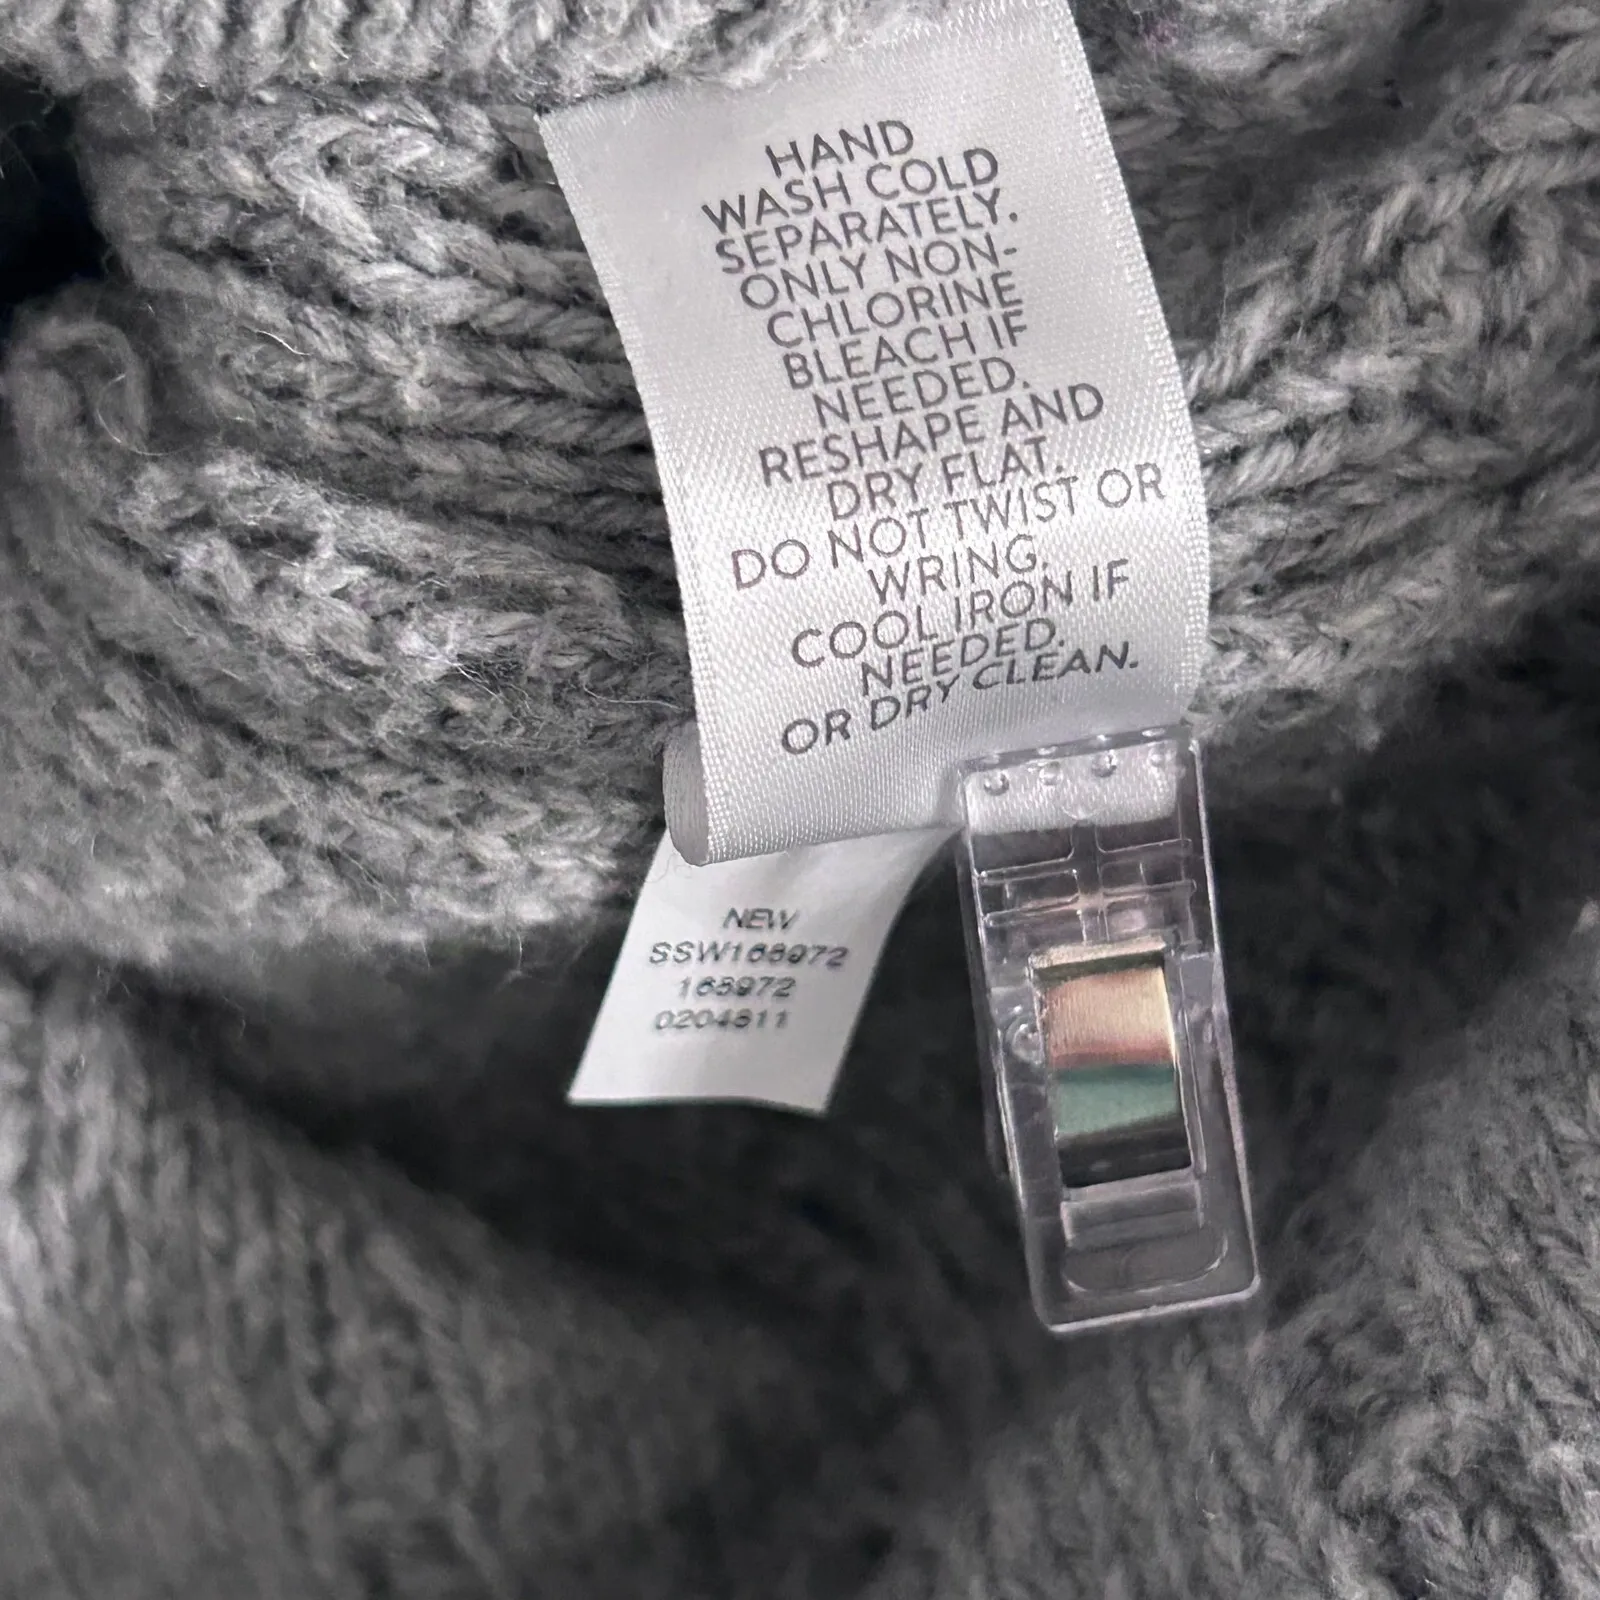 HAND
WASH COLD
SEPARATELY.
ONLY NON-
CHLORINE
BLEACH IF
NEEDED.
RESHAPE AND
DRY FLAT.
DO NOT TWIST OR
WRING.
COOL IRON IF
NEEDED.
OR DRY CLEAN.
NEW
SSW168972
168972
0204811